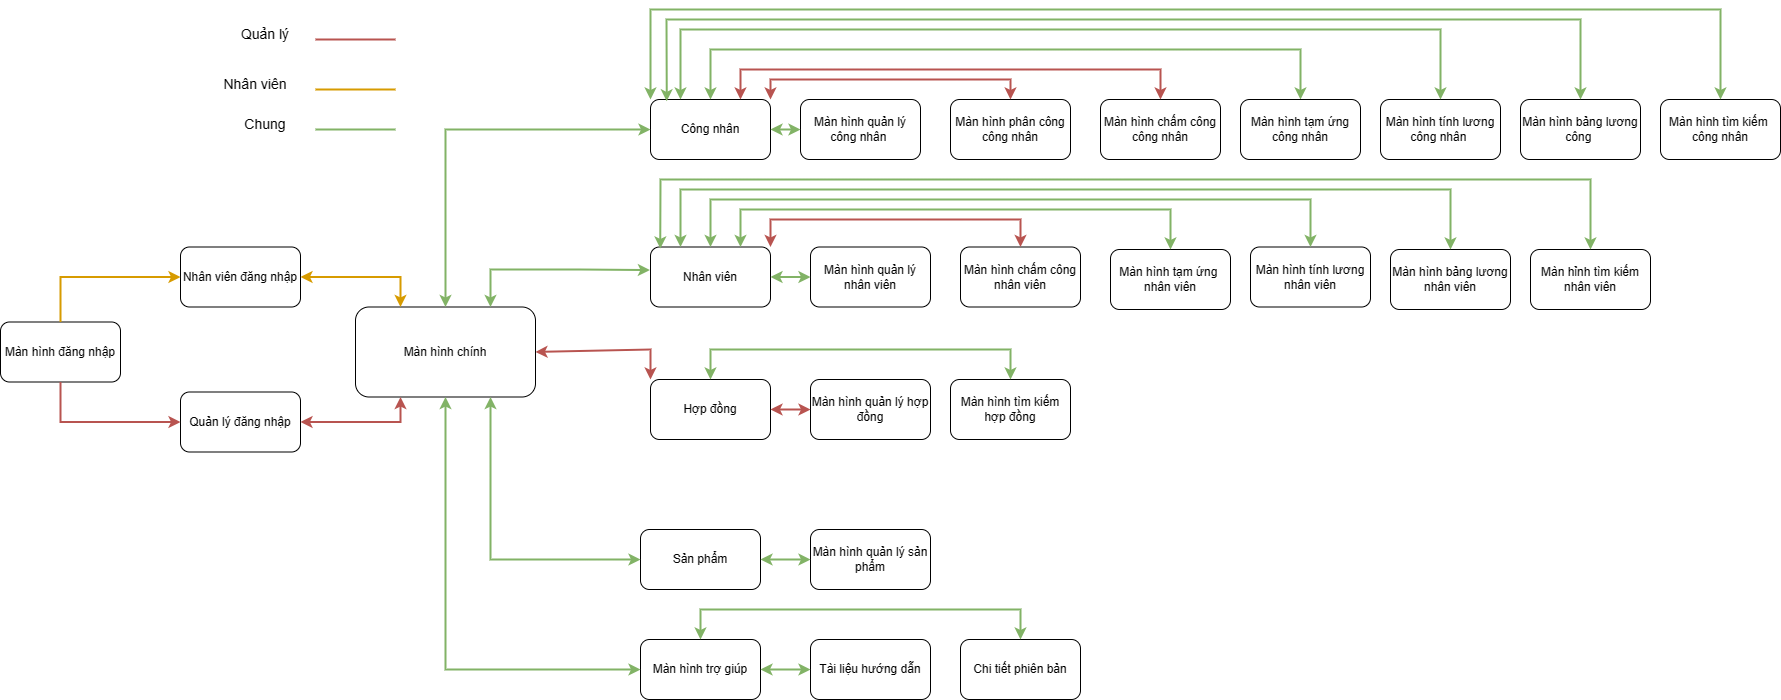 Quản lý
Nhân viên
Chung
Công nhân
Màn hình quản lý
công nhân
Màn hình phân công
công nhân
Màn hình chấm công
công nhân
Màn hình tạm ứng
công nhân
Màn hình tính lương
công nhân
Màn hình bảng lương
công
Màn hình tìm kiếm
công nhân
Nhân viên
Màn hình quản lý
nhân viên
Màn hình chấm công
nhân viên
Màn hình tạm ứng
nhân viên
Màn hình tính lương
nhân viên
Màn hình bảng lương
nhân viên
Màn hình tìm kiếm
nhân viên
Nhân viên đăng nhập
Màn hình đăng nhập
Màn hình chính
Quản lý đăng nhập
Hợp đồng
Màn hình quản lý hợp
đồng
Màn hình tìm kiếm
hợp đồng
Sản phẩm
Màn hình quản lý sản
phẩm
Màn hình trợ giúp
Tài liệu hướng dẫn
Chi tiết phiên bản